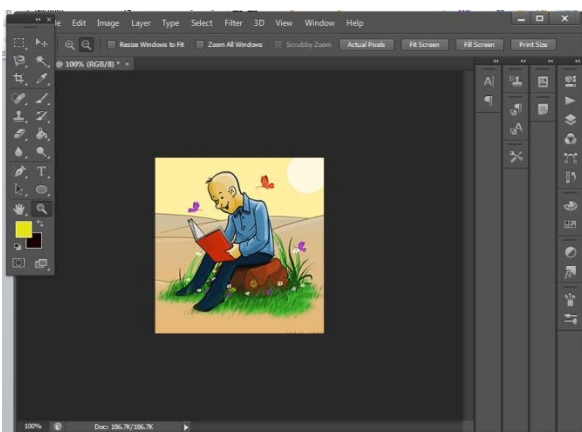 File Edit Image Layer Type Select Filter 3D View Window Help
Resize Windows to Fit Zoom All Windows Scrubby Zoom Actual Pixels Fit Screen Fill Screen Print Size
@ 100% (RGB/8) * ×
100% Doc: 186.7K/186.7K